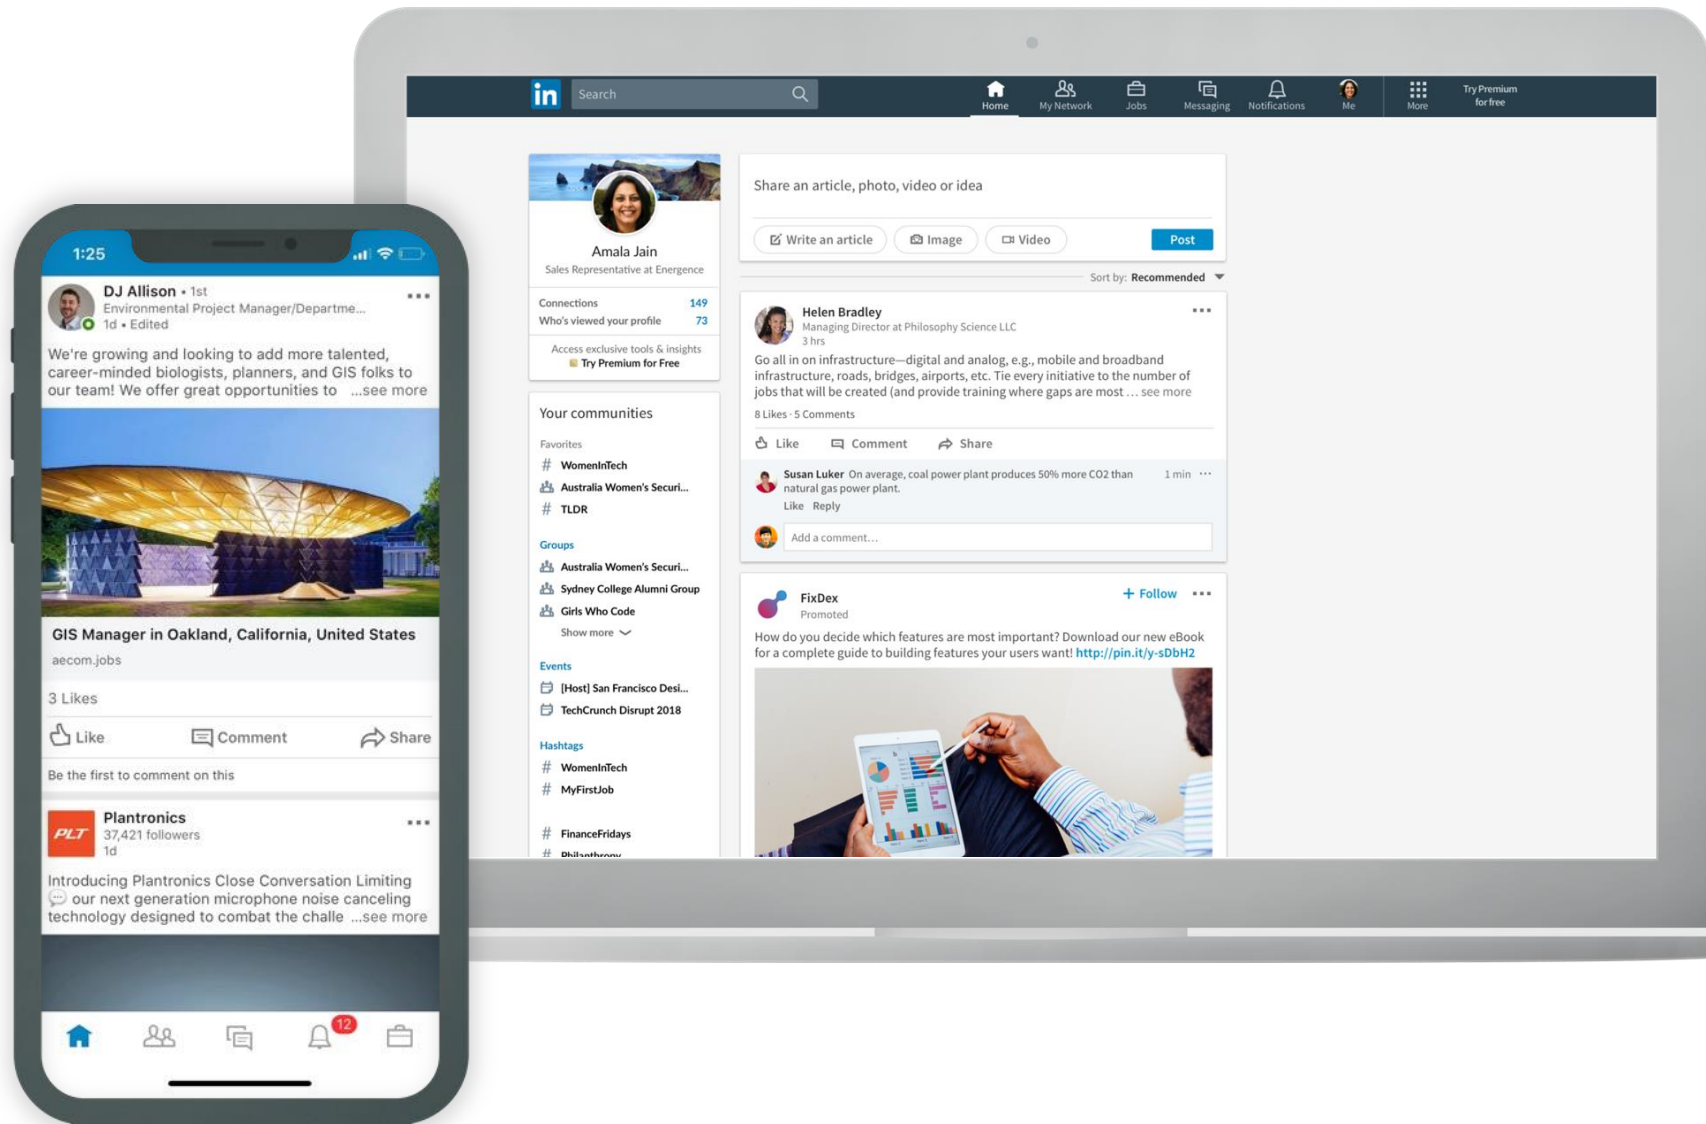 1:25
DJ Allison • 1st
Environmental Project Manager/Departme...
1d • Edited
We're growing and looking to add more talented,
career-minded biologists, planners, and GIS folks to
our team! We offer great opportunities to ...see more
GIS Manager in Oakland, California, United States
aecom.jobs
3 Likes
Like Comment Share
Be the first to comment on this
PLT
Plantronics
37,421 followers
1d
Introducing Plantronics Close Conversation Limiting
our next generation microphone noise canceling
technology designed to combat the challe ...see more
12
in Search Home My Network Jobs Messaging Notifications Me More Try Premium
for free
Amala Jain
Sales Representative at Energence
Connections 149
Who's viewed your profile 73
Access exclusive tools & insights
Try Premium for Free
Your communities
Favorites
# WomenInTech
Australia Women's Securi...
# TLDR
Groups
Australia Women's Securi...
Sydney College Alumni Group
Girls Who Code
Show more
Events
[Host] San Francisco Desi...
TechCrunch Disrupt 2018
Hashtags
# WomenInTech
# MyFirstJob
# FinanceFridays
# Philanthropy
Share an article, photo, video or idea
Write an article Image Video Post
Sort by: Recommended
Helen Bradley
Managing Director at Philosophy Science LLC
3 hrs
Go all in on infrastructure—digital and analog, e.g., mobile and broadband
infrastructure, roads, bridges, airports, etc. Tie every initiative to the number of
jobs that will be created (and provide training where gaps are most … see more
8 Likes · 5 Comments
Like Comment Share
Susan Luker On average, coal power plant produces 50% more CO2 than 1 min
natural gas power plant.
Like Reply
Add a comment…
FixDex + Follow
Promoted
How do you decide which features are most important? Download our new eBook
for a complete guide to building features your users want! http://pin.it/y-sDbH2